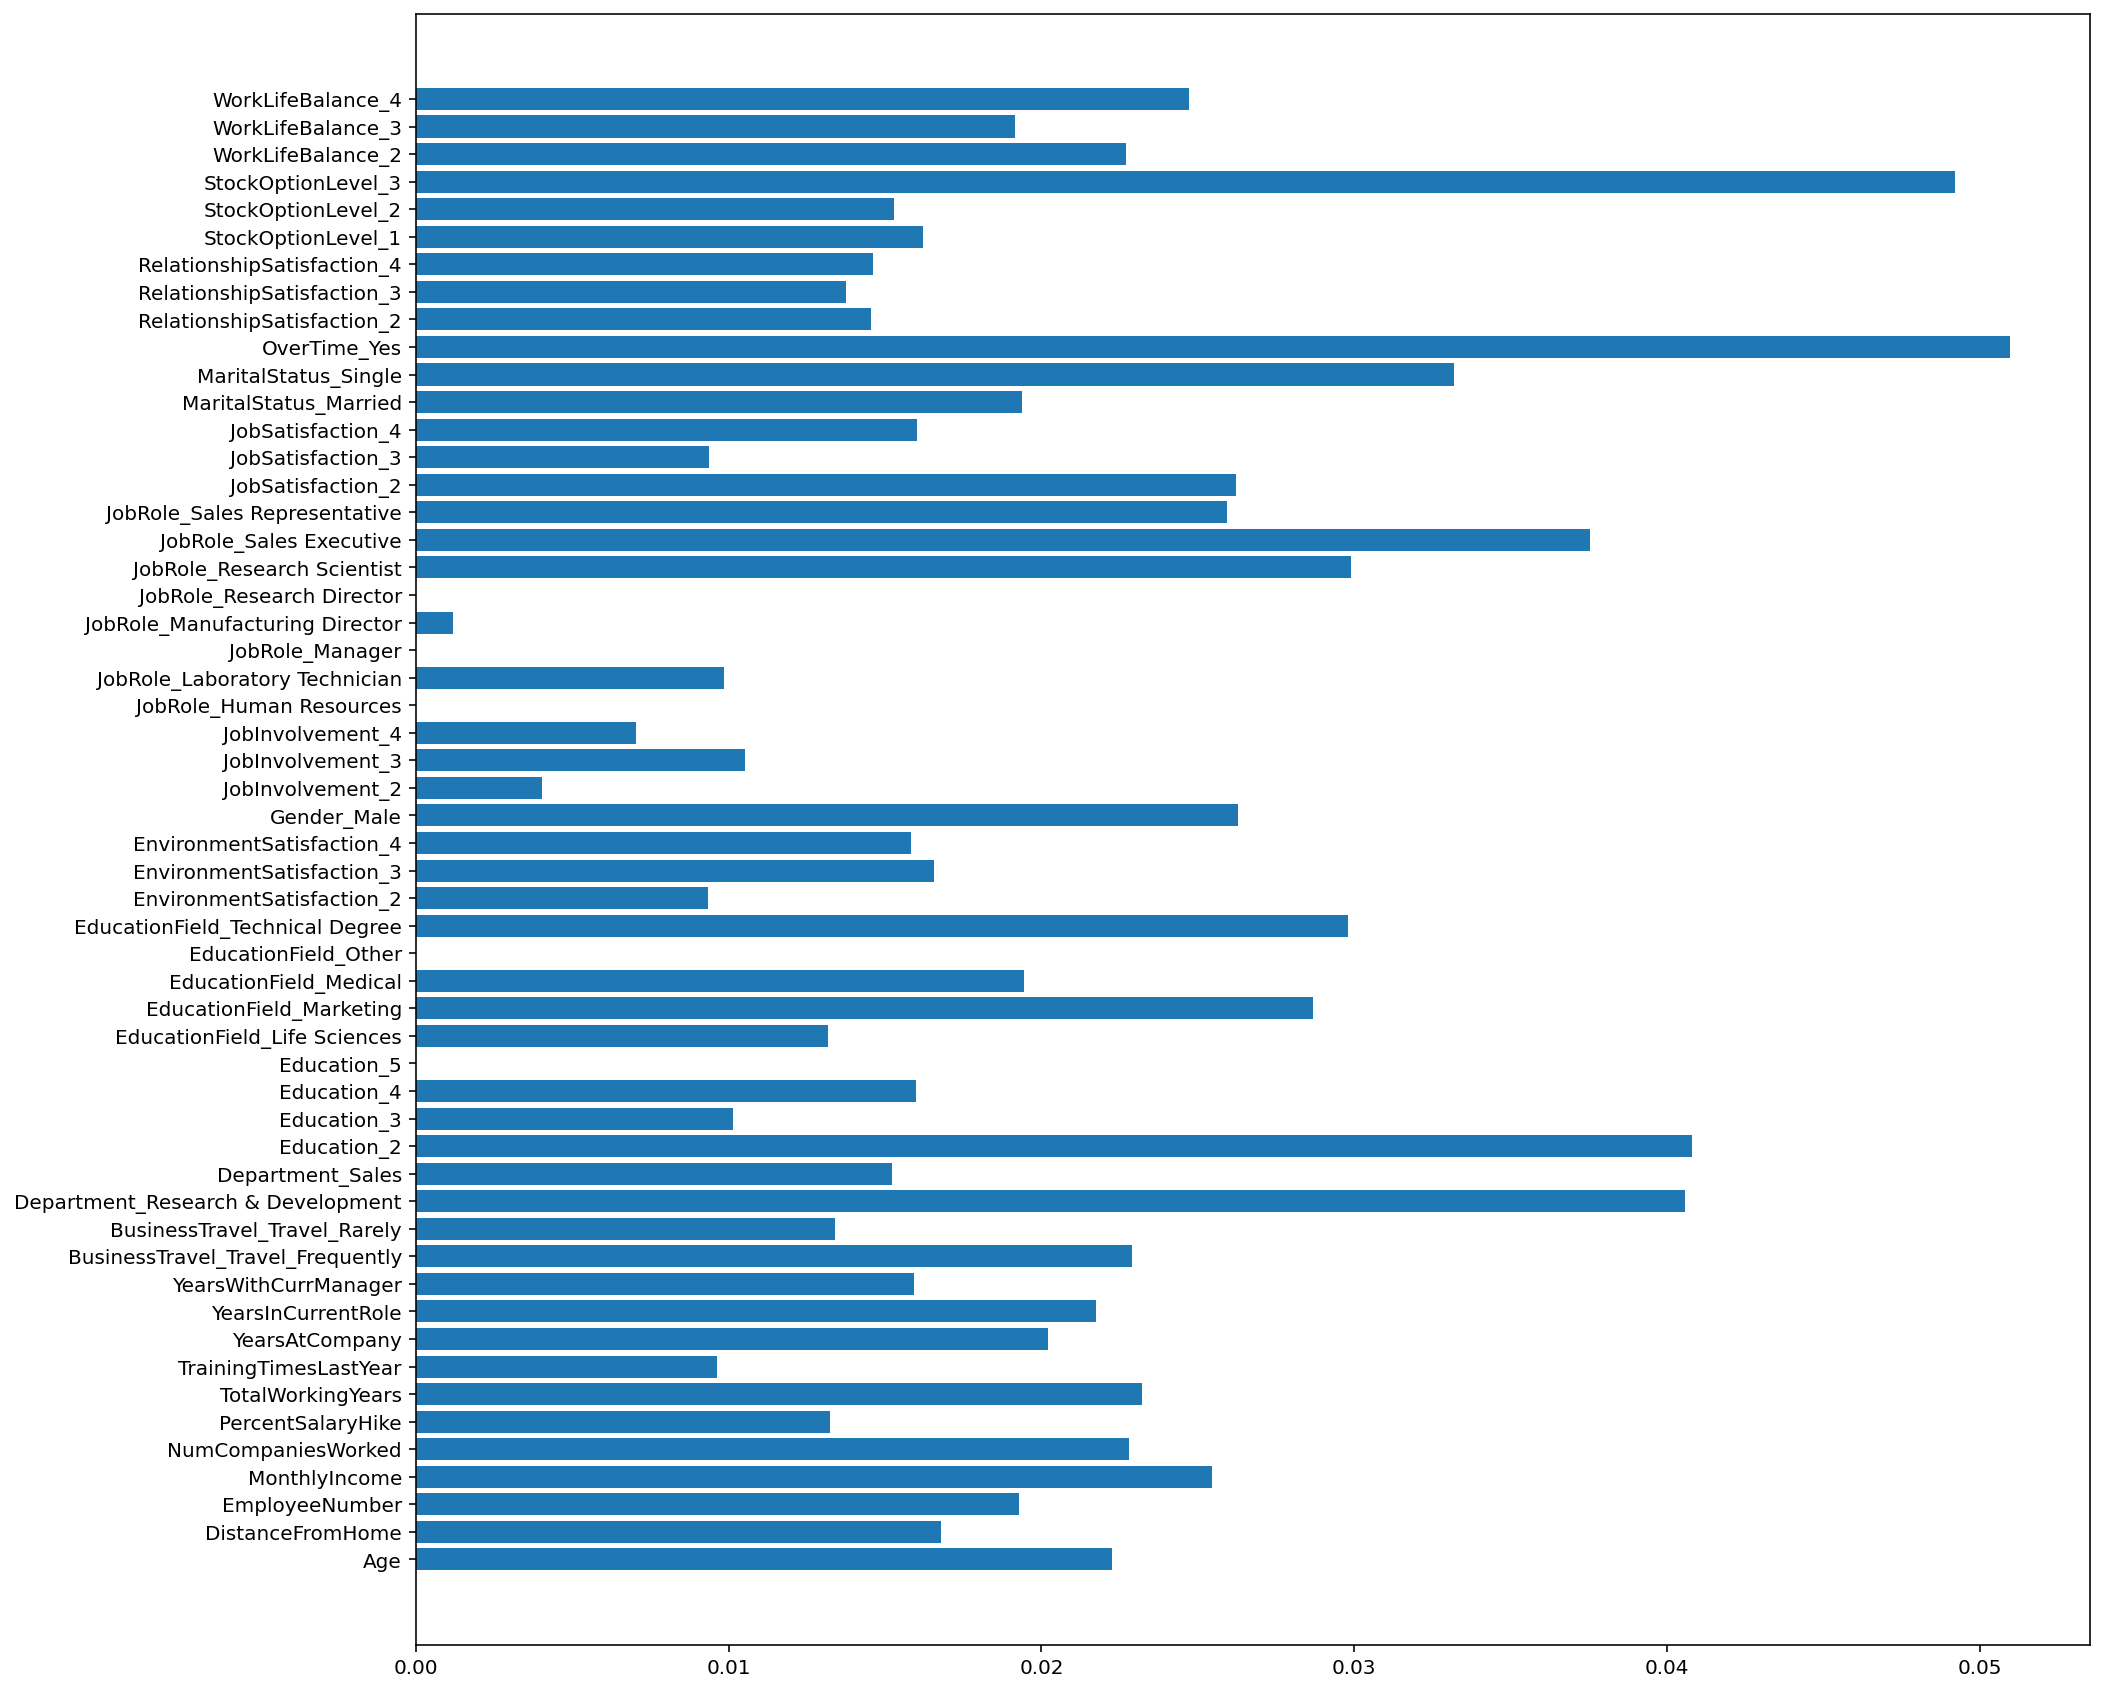 WorkLifeBalance_4
WorkLifeBalance_3
WorkLifeBalance_2
StockOptionLevel_3
StockOptionLevel_2
StockOptionLevel_1
RelationshipSatisfaction_4
RelationshipSatisfaction_3
RelationshipSatisfaction_2
OverTime_Yes
MaritalStatus_Single
MaritalStatus_Married
JobSatisfaction_4
JobSatisfaction_3
JobSatisfaction_2
JobRole_Sales Representative
JobRole_Sales Executive
JobRole_Research Scientist
JobRole_Research Director
JobRole_Manufacturing Director
JobRole_Manager
JobRole_Laboratory Technician
JobRole_Human Resources
JobInvolvement_4
JobInvolvement_3
JobInvolvement_2
Gender_Male
EnvironmentSatisfaction_4
EnvironmentSatisfaction_3
EnvironmentSatisfaction_2
EducationField_Technical Degree
EducationField_Other
EducationField_Medical
EducationField_Marketing
EducationField_Life Sciences
Education_5
Education_4
Education_3
Education_2
Department_Sales
Department_Research & Development
BusinessTravel_Travel_Rarely
BusinessTravel_Travel_Frequently
YearsWithCurrManager
YearsInCurrentRole
YearsAtCompany
TrainingTimesLastYear
TotalWorkingYears
PercentSalaryHike
NumCompaniesWorked
MonthlyIncome
EmployeeNumber
DistanceFromHome
Age
0.00 0.01 0.02 0.03 0.04 0.05